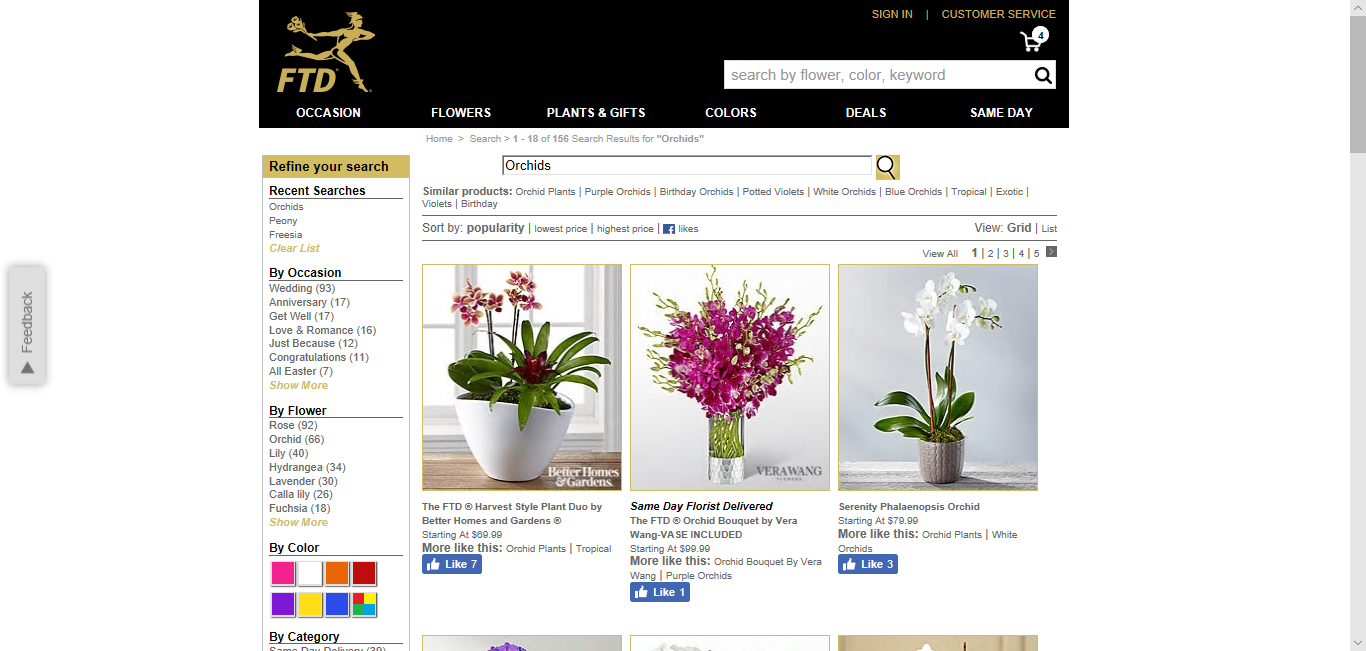 SIGN IN | CUSTOMER SERVICE
4
FTD
search by flower, color, keyword
OCCASION FLOWERS PLANTS & GIFTS COLORS DEALS SAME DAY
Home > Search > 1 - 18 of 156 Search Results for "Orchids"
Refine your search
Recent Searches
Orchids
Peony
Freesia
Clear List
By Occasion
Wedding (93)
Anniversary (17)
Get Well (17)
Love & Romance (16)
Just Because (12)
Congratulations (11)
All Easter (7)
Show More
By Flower
Rose (92)
Orchid (66)
Lily (40)
Hydrangea (34)
Lavender (30)
Calla lily (26)
Fuchsia (18)
Show More
By Color
By Category
Same Day Delivery (39)
Feedback
Orchids
Similar products: Orchid Plants | Purple Orchids | Birthday Orchids | Potted Violets | White Orchids | Blue Orchids | Tropical | Exotic |
Violets | Birthday
Sort by: popularity | lowest price | highest price | likes
View: Grid | List
View All 1 | 2 | 3 | 4 | 5
Better Homes
& Gardens.
The FTD ® Harvest Style Plant Duo by
Better Homes and Gardens ®
Starting At $69.99
More like this: Orchid Plants | Tropical
Like 7
VERAWANG
FLOWERS
Same Day Florist Delivered
The FTD ® Orchid Bouquet by Vera
Wang-VASE INCLUDED
Starting At $99.99
More like this: Orchid Bouquet By Vera
Wang | Purple Orchids
Like 1
Serenity Phalaenopsis Orchid
Starting At $79.99
More like this: Orchid Plants | White
Orchids
Like 3